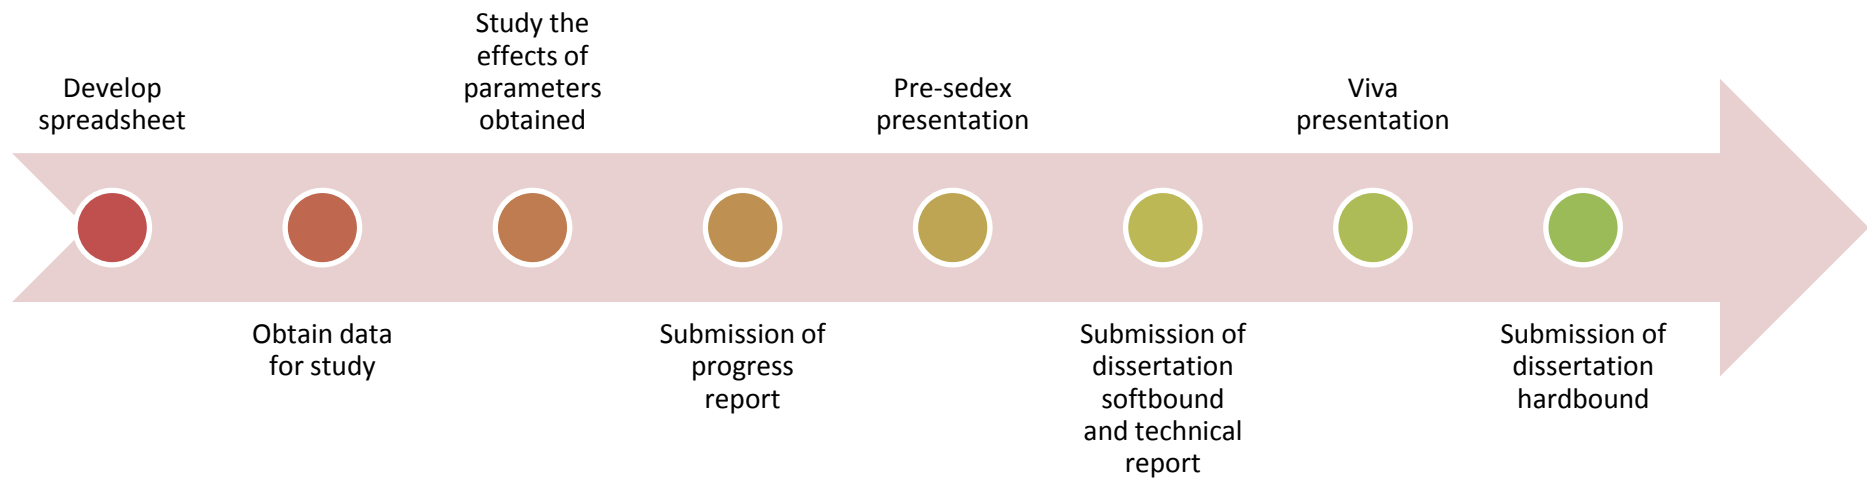 Develop
spreadsheet
Obtain data
for study
Study the
effects of
parameters
obtained
Submission of
progress
report
Pre-sedex
presentation
Submission of
dissertation
softbound
and technical
report
Viva
presentation
Submission of
dissertation
hardbound